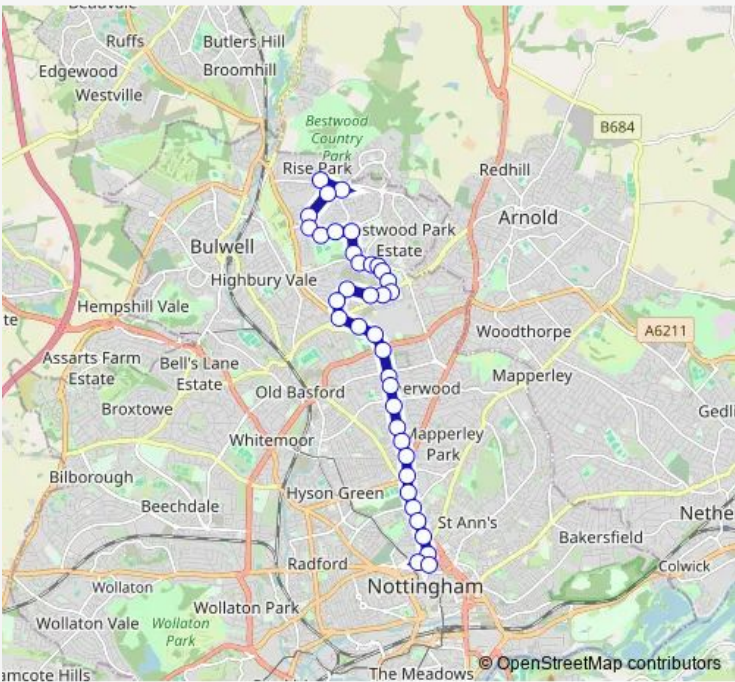 Ruffs
Butlers Hill
Edgewood
Broomhill
Westville
Bestwood
Country
Park
B684
Rise Park
Redhill
Arnold
stwood Park
Estate
Bulwell
Highbury Vale
te
Hempshill Vale
Woodthorpe
A6211
Assarts Farm
Estate
Bell's Lane
Estate
Mapperley
Old Basford
erwood
Broxtowe
Gedli
Whitemoor
Mapperley
Park
Bilborough
Hyson Green
Beechdale
St Ann's
Nethe
Bakersfield
Radford
Colwick
Wollaton
Nottingham
Wollaton Park
Wollaton Vale
Wollaton
Park
amcote Hills
The Meadows
© OpenStreetMap contributors